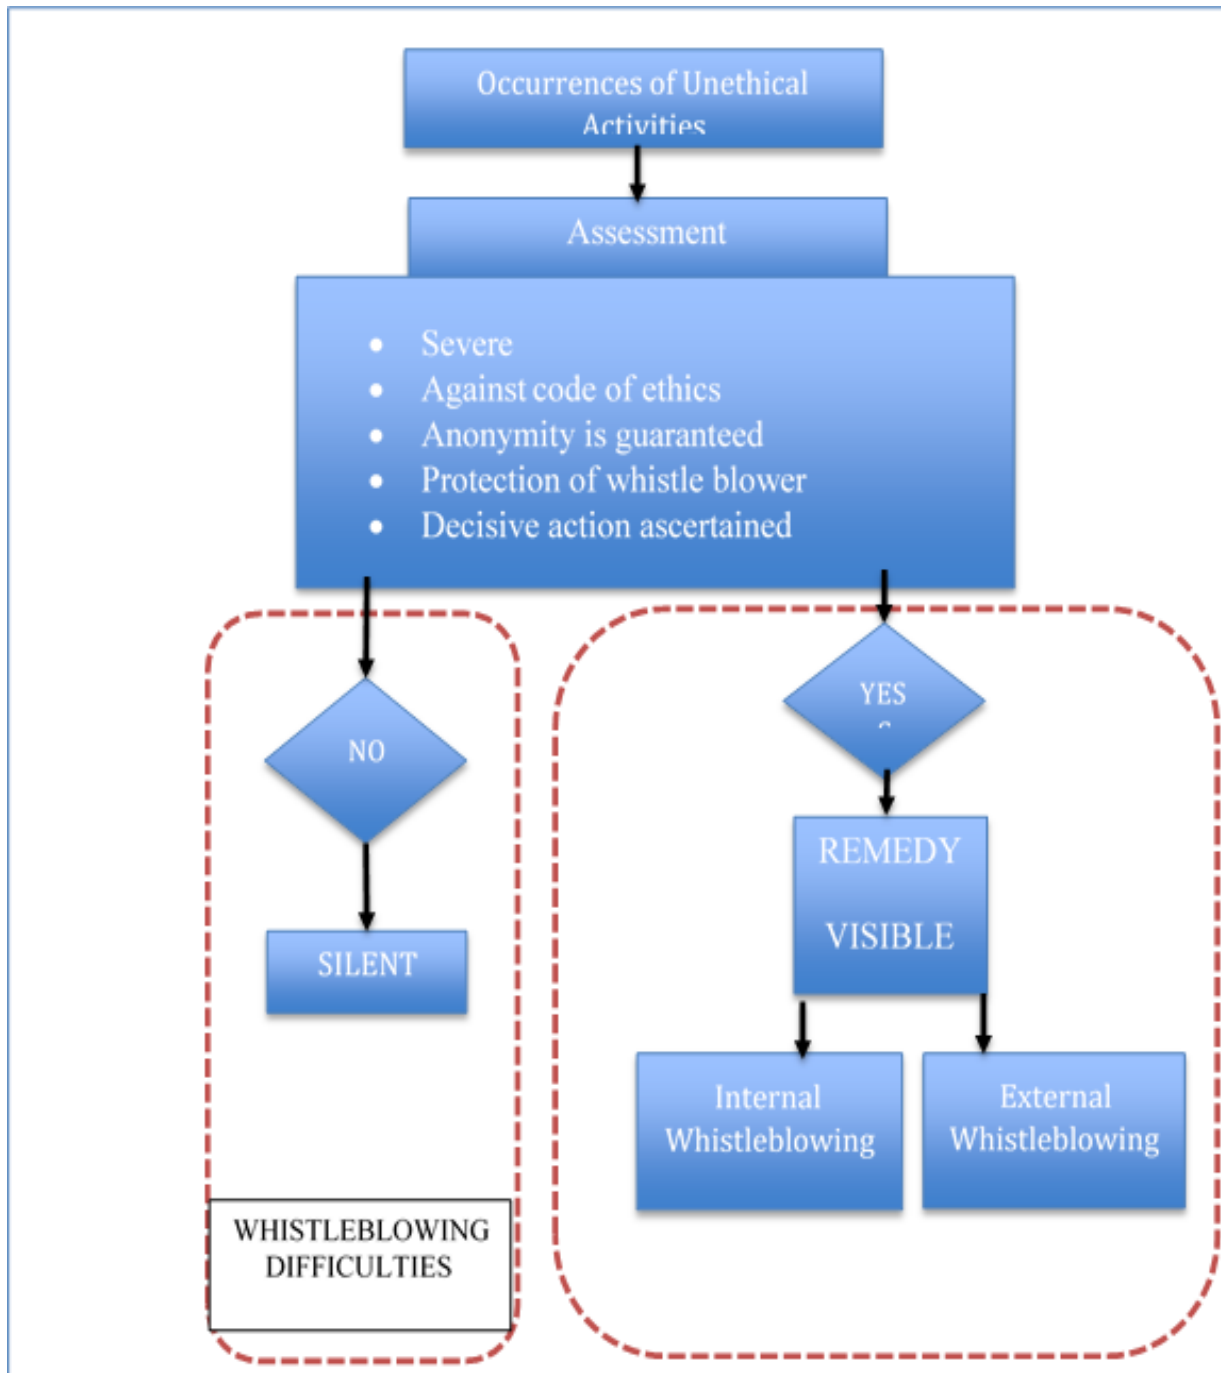 Occurrences of Unethical
Activities
Assessment
• Severe
• Against code of ethics
• Anonymity is guaranteed
• Protection of whistle blower
• Decisive action ascertained
NO
SILENT
WHISTLEBLOWING
DIFFICULTIES
YES
REMEDY
VISIBLE
Internal
Whistleblowing
External
Whistleblowing